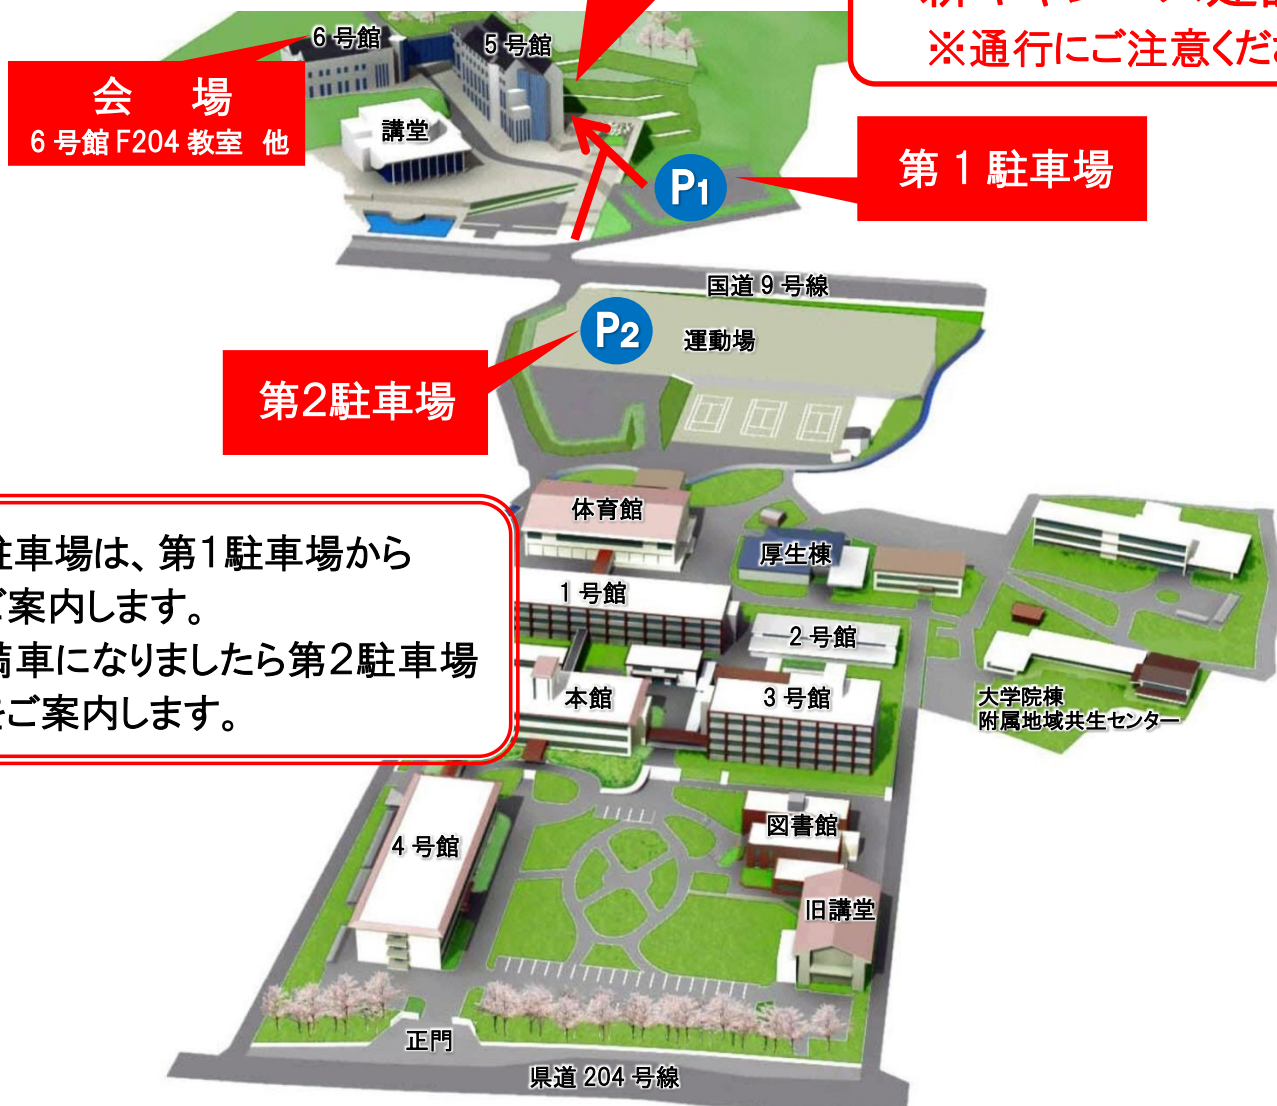 ※通行にご注意くだ
6号館
5号館
会 場
6号館F204教室 他
講堂
第1駐車場
P1
国道9号線
P2
運動場
第2駐車場
体育館
駐車場は、第1駐車場から
ご案内します。
満車になりましたら第2駐車場
をご案内します。
厚生棟
1号館
2号館
本館
3号館
大学院棟
附属地域共生センター
4号館
図書館
旧講堂
正門
県道204号線